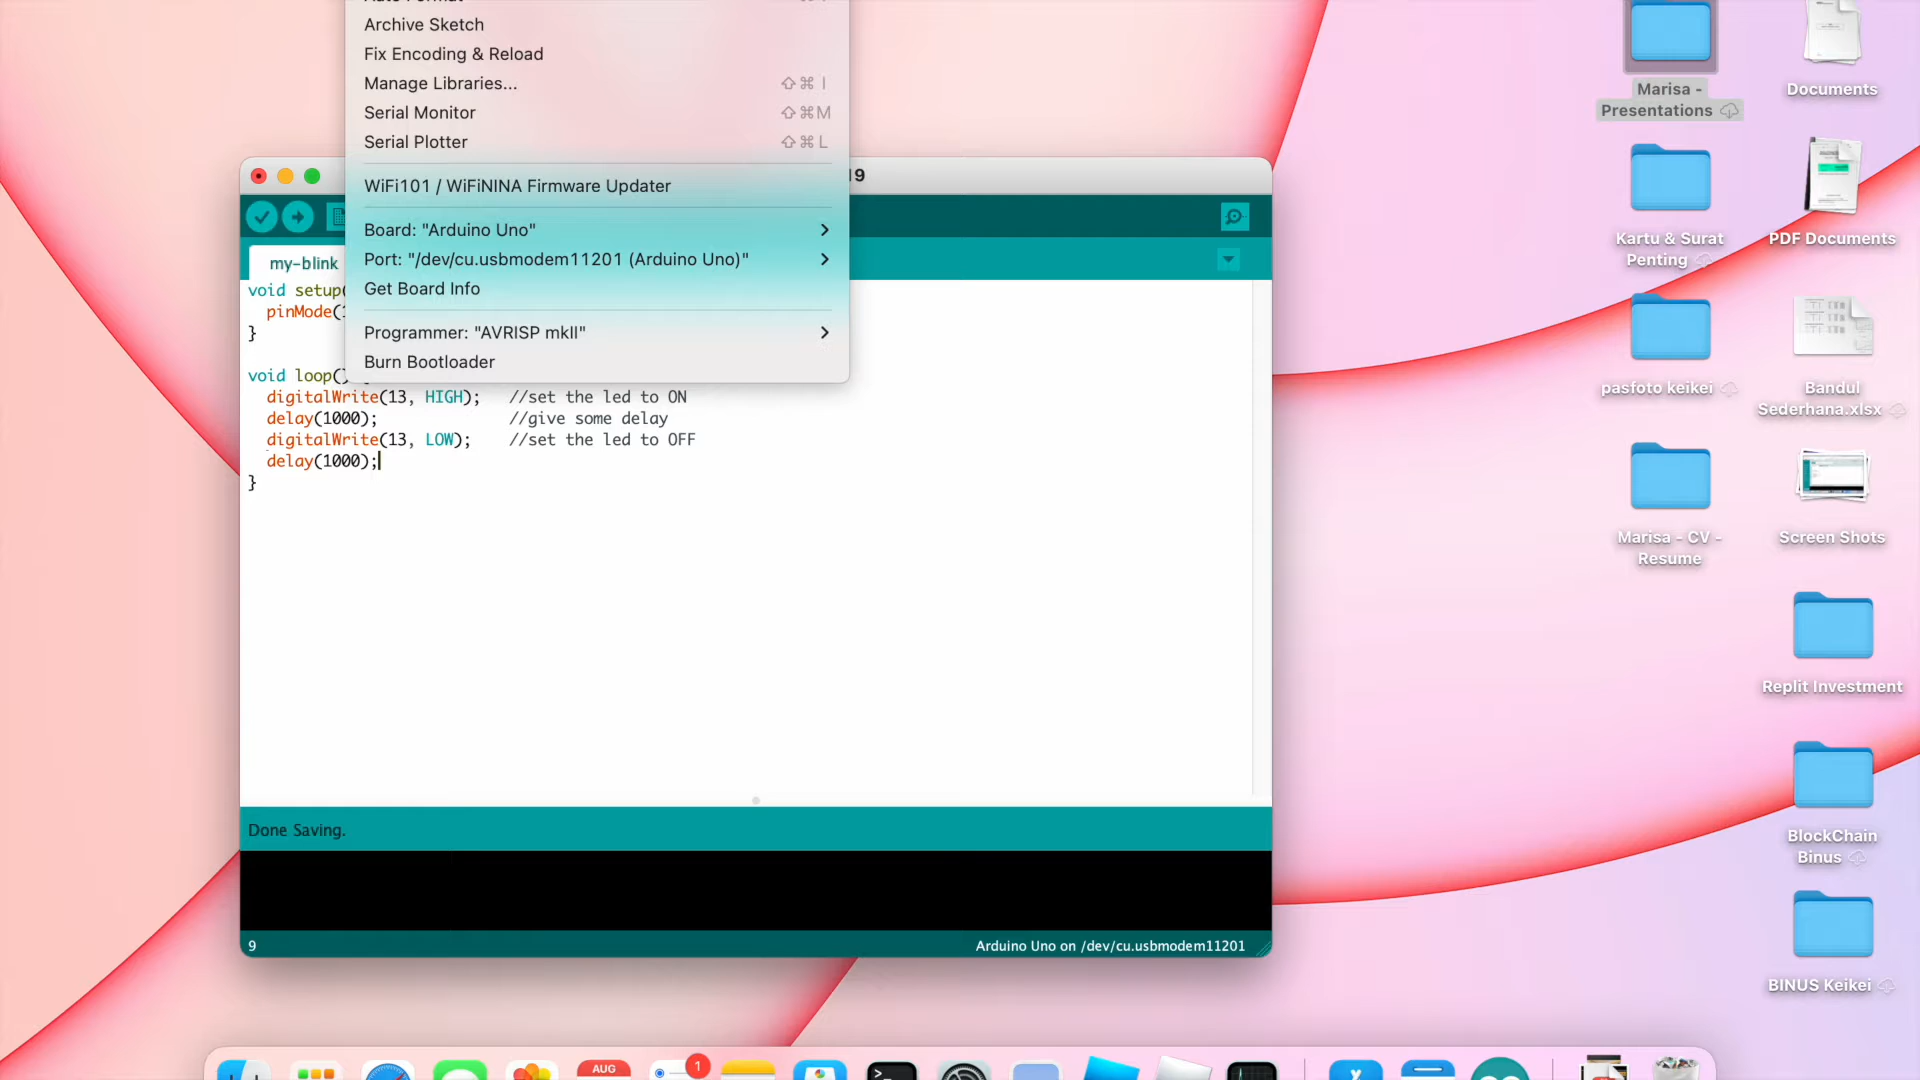 Auto Format
Archive Sketch
Fix Encoding & Reload
Manage Libraries... ⇧⌘ I
Serial Monitor ⇧⌘M
Serial Plotter ⇧⌘ L
WiFi101 / WiFiNINA Firmware Updater
Board: "Arduino Uno"
Port: "/dev/cu.usbmodem11201 (Arduino Uno)"
Get Board Info
Programmer: "AVRISP mkII"
Burn Bootloader
19
my-blink
void setup(
pinMode(1
}
void loop()
digitalWrite(13, HIGH); //set the led to ON
delay(1000); //give some delay
digitalWrite(13, LOW); //set the led to OFF
delay(1000);
}
Done Saving.
9
Arduino Uno on /dev/cu.usbmodem11201
Marisa -
Presentations
Documents
Kartu & Surat
Penting
PDF Documents
pasfoto keikei
Bandul
Sederhana.xlsx
Marisa - CV -
Resume
Screen Shots
Replit Investment
BlockChain
Binus
BINUS Keikei
AUG
1